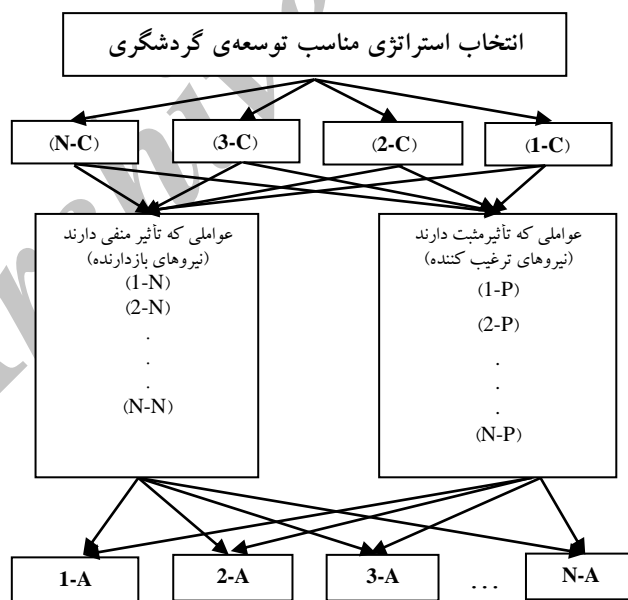 انتخاب استراتژی مناسب توسعه‌ی گردشگری
(1-C) (2-C) (3-C) (N-C)
عواملی که تأثیرمثبت دارند
(نیروهای ترغیب کننده)
(1-P)
(2-P)
.
.
.
(N-P)
عواملی که تأثیر منفی دارند
(نیروهای بازدارنده)
(1-N)
(2-N)
.
.
.
(N-N)
1-A 2-A 3-A ... N-A